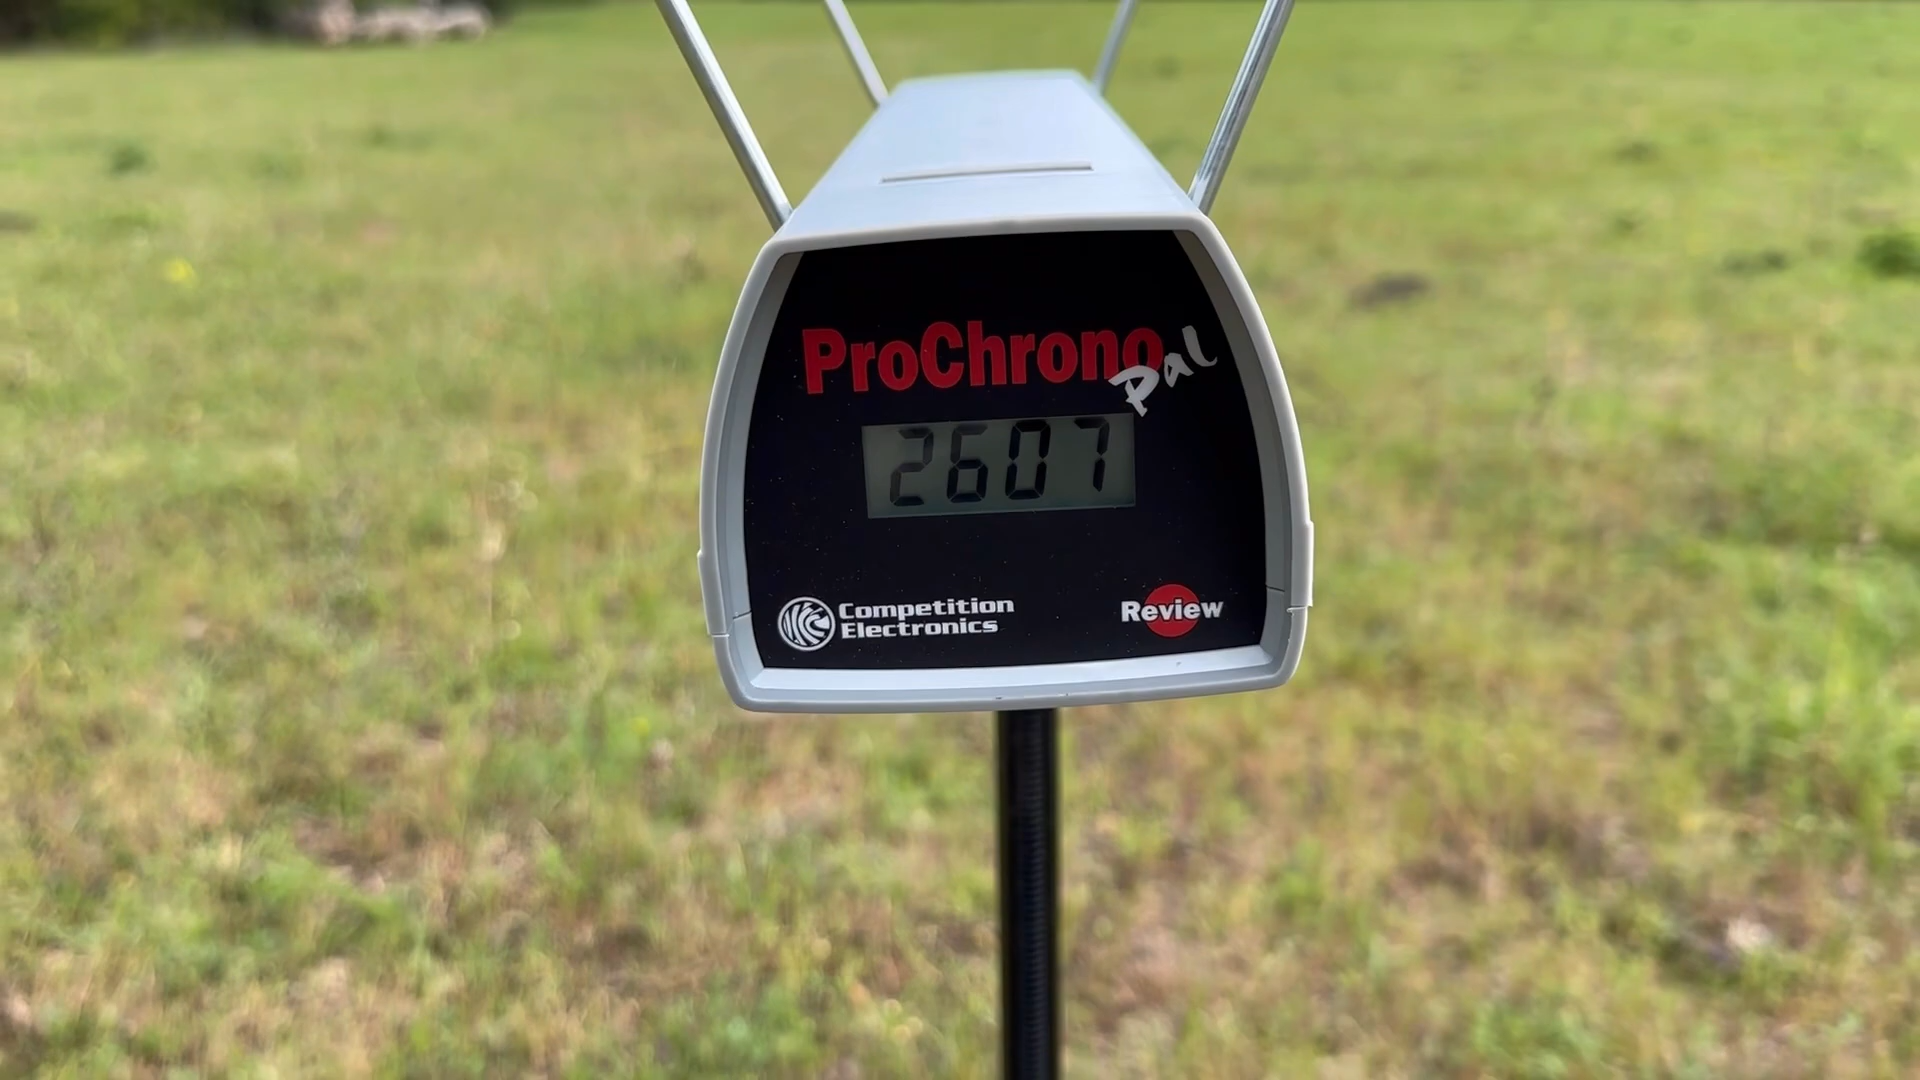 ProChrono
Pal
2607
Competition
Electronics
Review